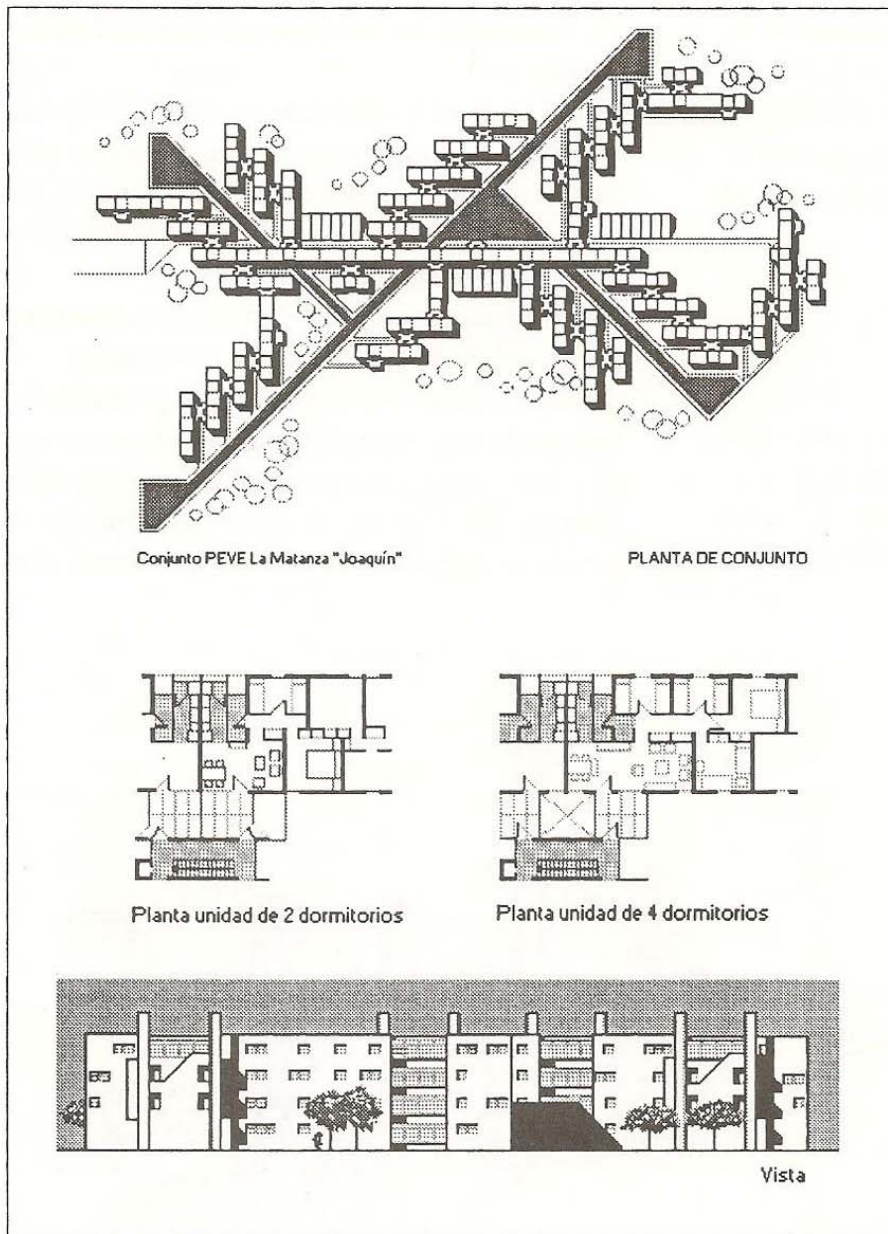 Conjunto PEVE La Matanza "Joaquín"
PLANTA DE CONJUNTO
Planta unidad de 2 dormitorios
Planta unidad de 4 dormitorios
Vista